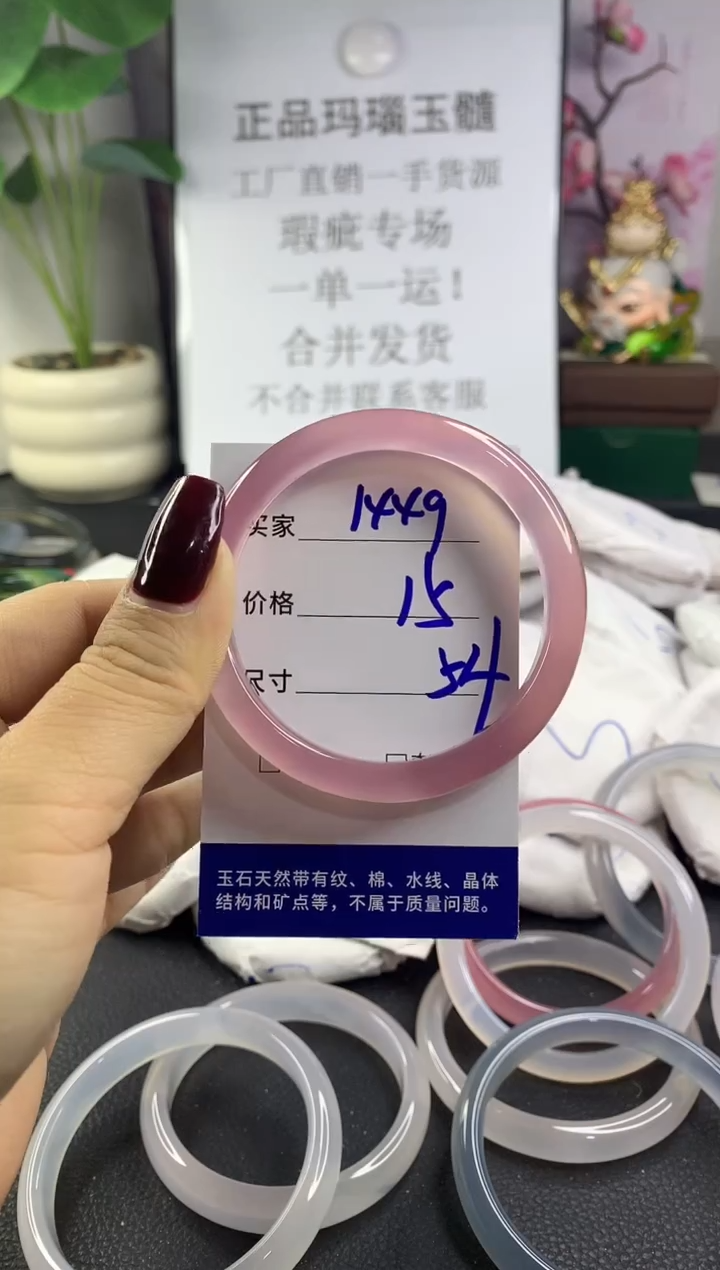 正品玛瑙玉髓
工厂直销一手货源
瑕疵专场
一单一运！
合并发货
不合并联系客服
买家 1449
价格 15
尺寸 54
玉石天然带有纹、棉、水线、晶体
结构和矿点等，不属于质量问题。